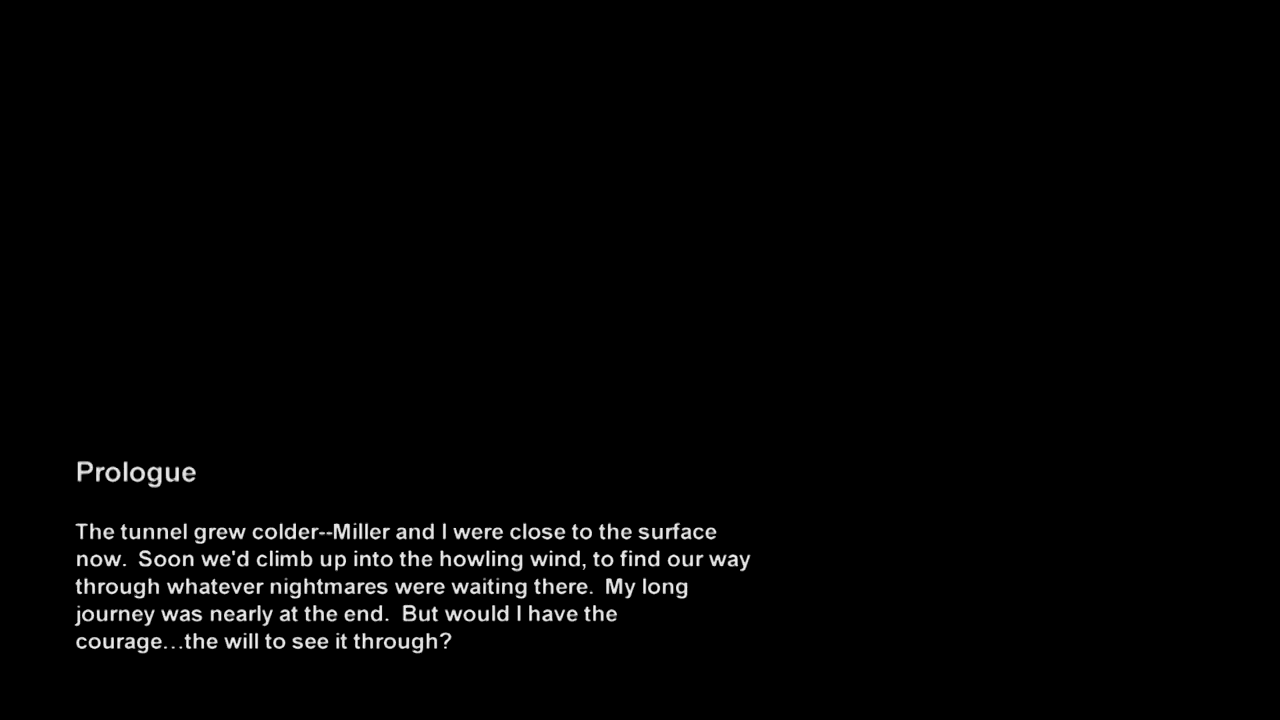 Prologue
The tunnel grew colder--Miller and I were close to the surface
now.  Soon we'd climb up into the howling wind, to find our way
through whatever nightmares were waiting there.  My long
journey was nearly at the end.  But would I have the
courage…the will to see it through?